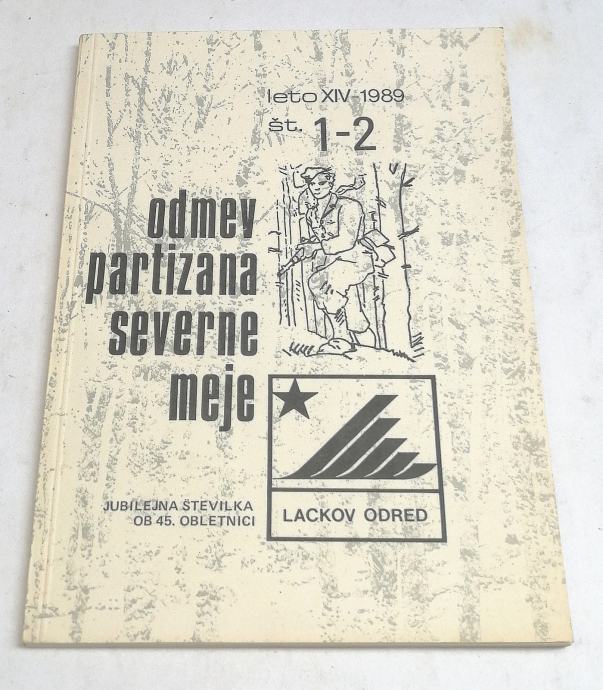 leto XIV-1989
št. 1-2
odmev
partizana
severne
meje
JUBILEJNA ŠTEVILKA
OB 45. OBLETNICI
LACKOV ODRED